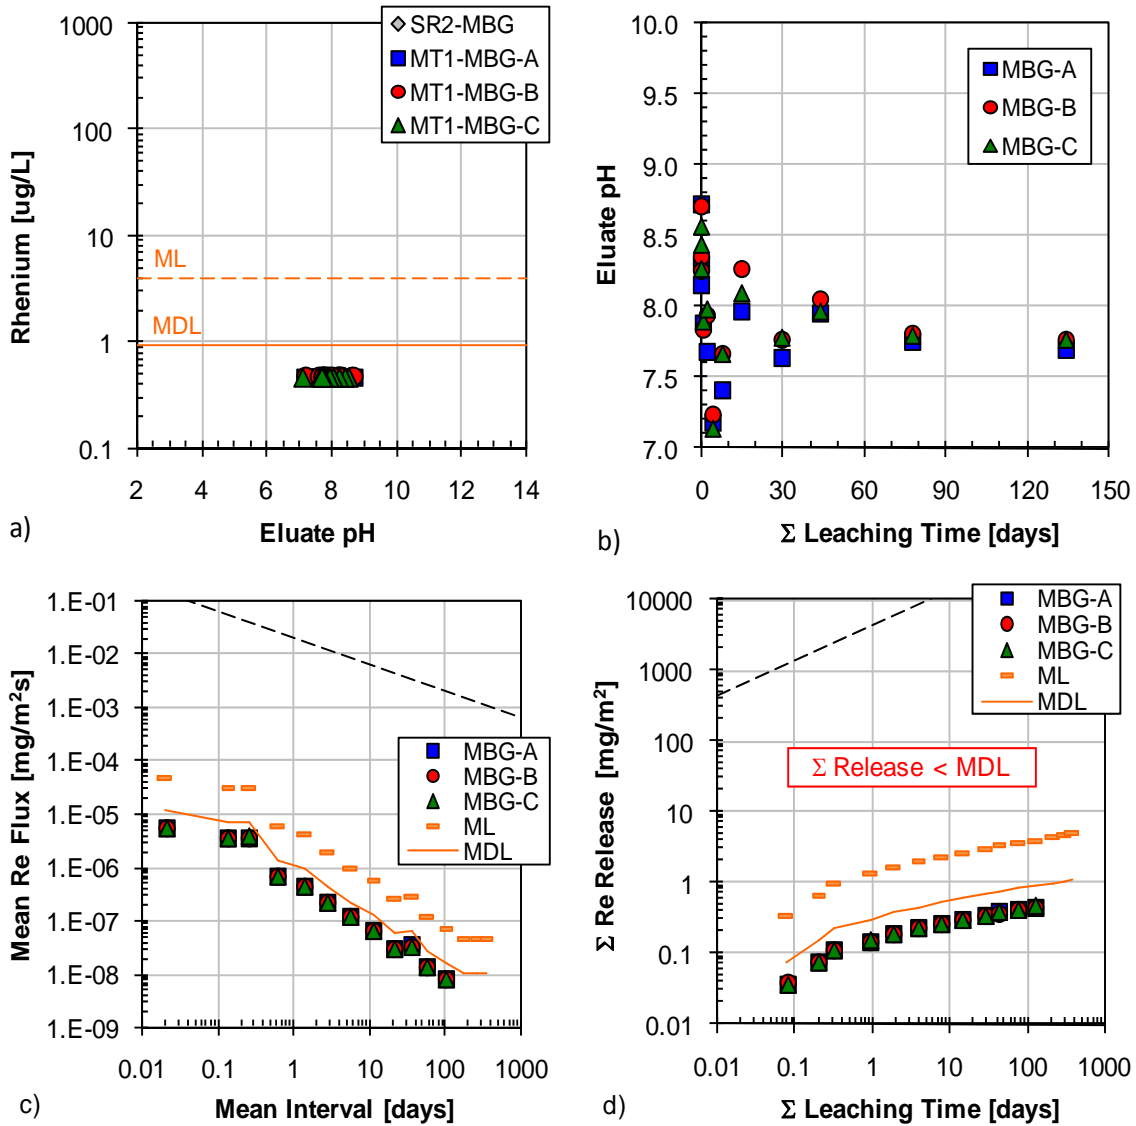 1000
100
10
1
0.1
Rhenium [ug/L]
SR2-MBG
MT1-MBG-A
MT1-MBG-B
MT1-MBG-C
ML
MDL
2 4 6 8 10 12 14
Eluate pH
a)
10.0
9.5
9.0
8.5
8.0
7.5
7.0
Eluate pH
MBG-A
MBG-B
MBG-C
0 30 60 90 120 150
Σ Leaching Time [days]
b)
1.E-01
1.E-02
1.E-03
1.E-04
1.E-05
1.E-06
1.E-07
1.E-08
1.E-09
Mean Re Flux [mg/m²s]
MBG-A
MBG-B
MBG-C
ML
MDL
0.01 0.1 1 10 100 1000
Mean Interval [days]
c)
10000
1000
100
10
1
0.1
0.01
Σ Re Release [mg/m²]
MBG-A
MBG-B
MBG-C
ML
MDL
Σ Release < MDL
0.01 0.1 1 10 100 1000
Σ Leaching Time [days]
d)